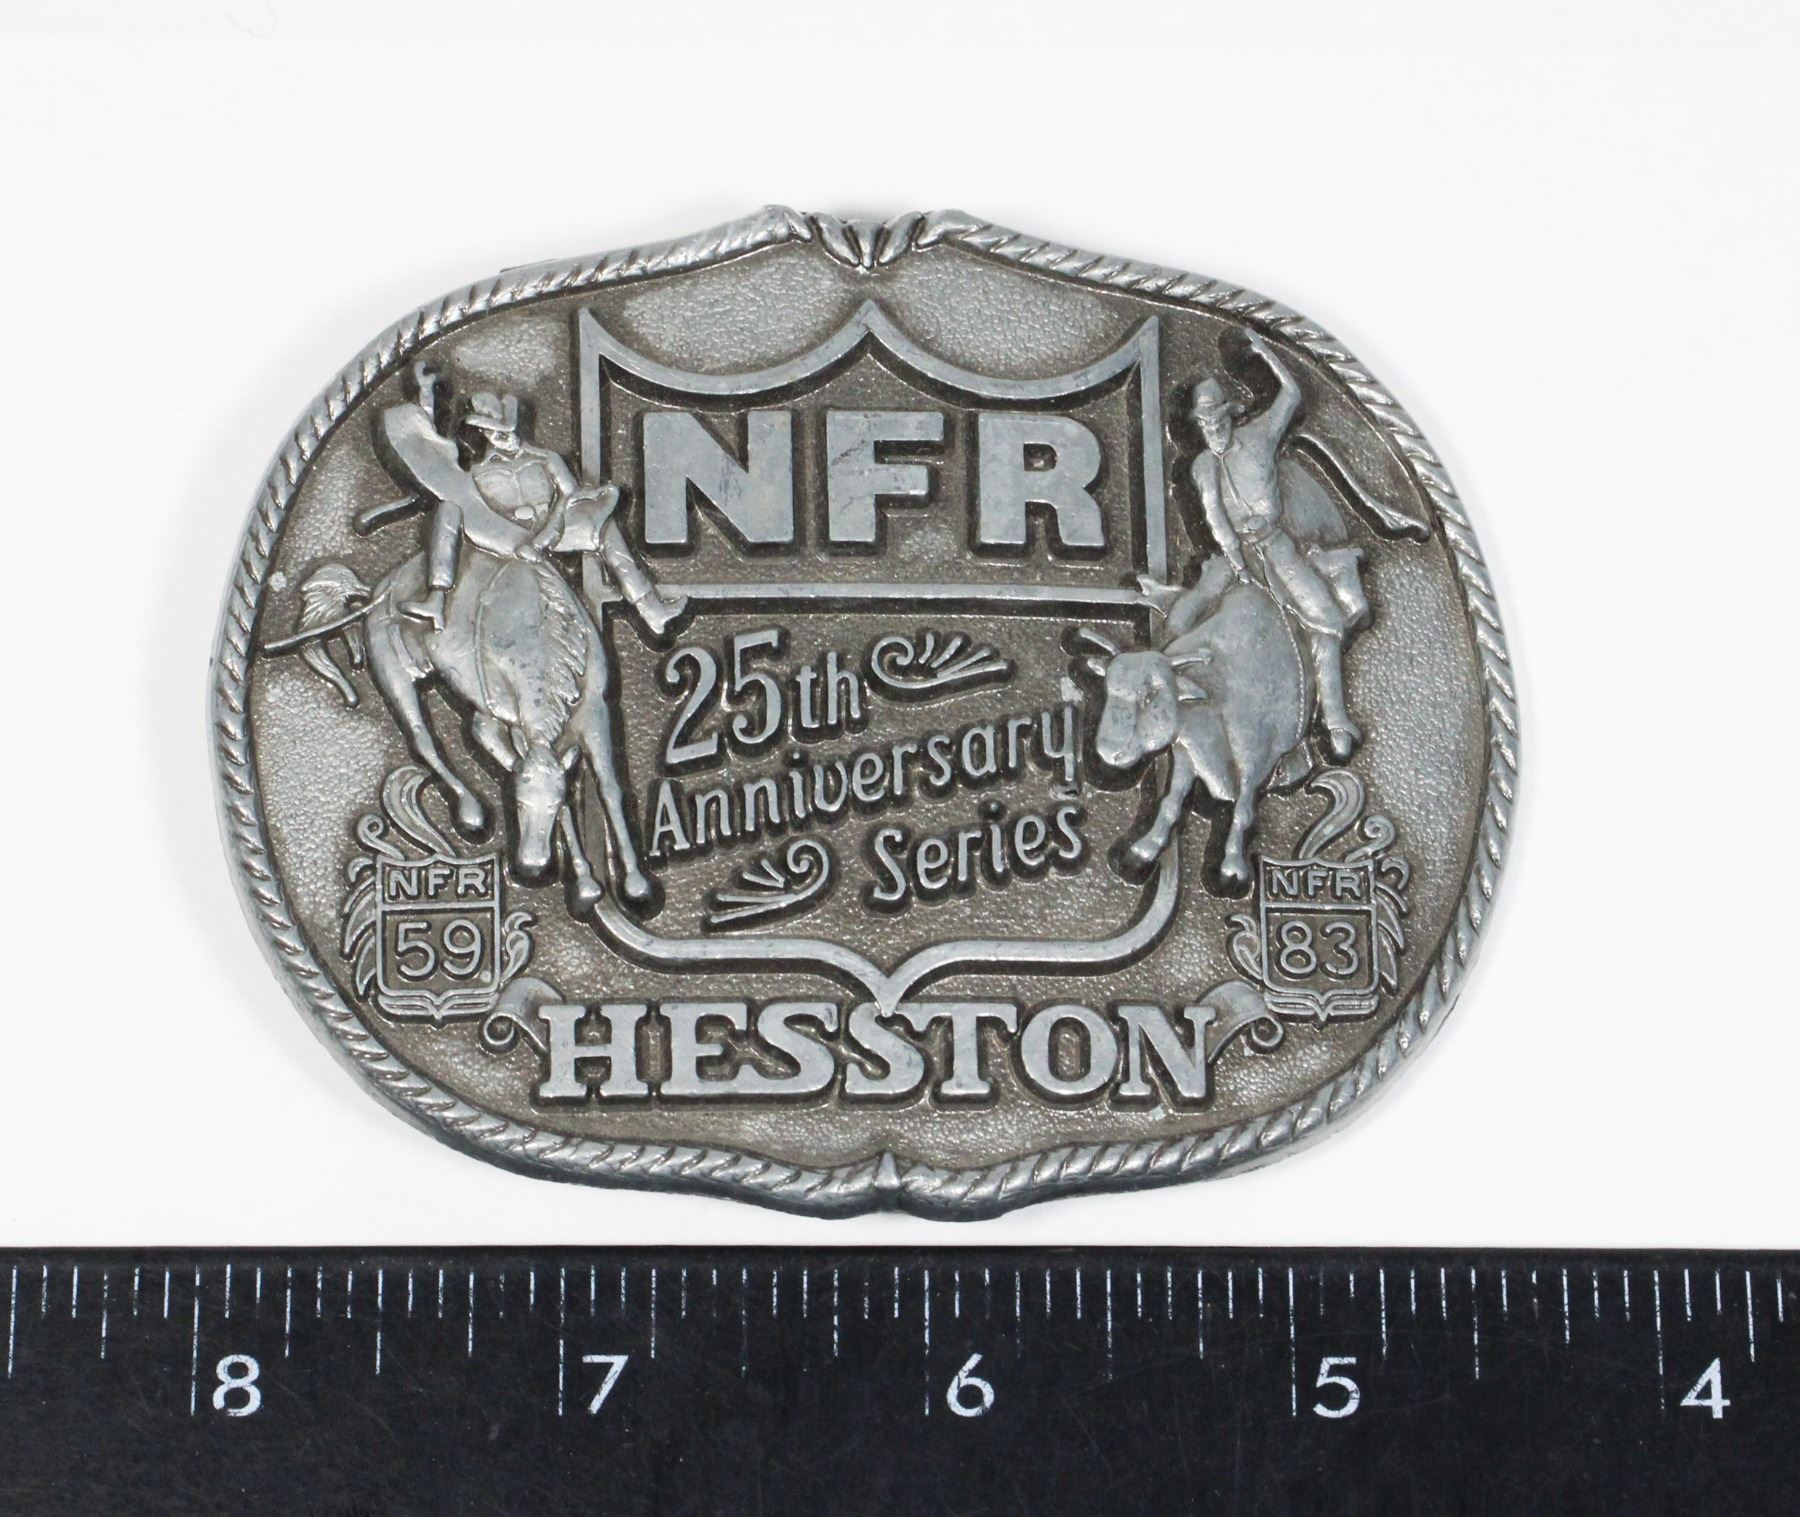 NFR
25th
Anniversary
Series
NFR
59
NFR
83
HESSTON
8 7 6 5 4